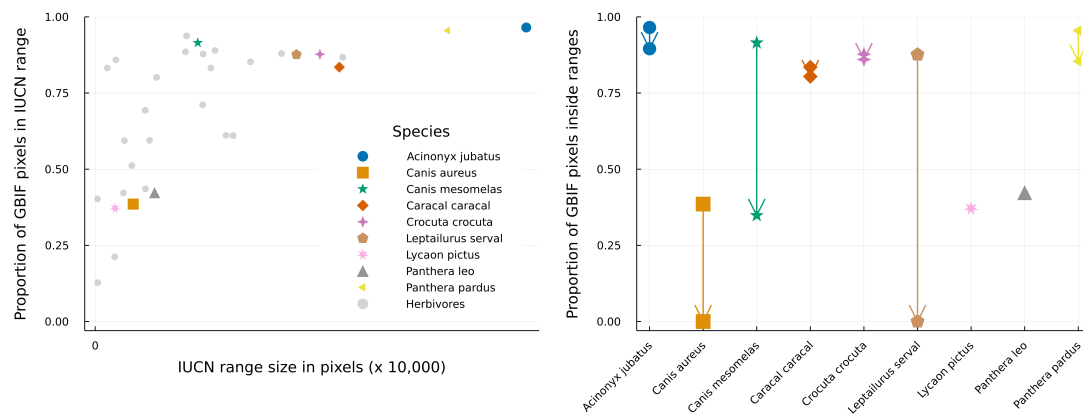 Proportion of GBIF pixels in IUCN range
1.00
0.75
0.50
0.25
0.00
0
IUCN range size in pixels (x 10,000)
Species
Acinonyx jubatus
Canis aureus
Canis mesomelas
Caracal caracal
Crocuta crocuta
Leptailurus serval
Lycaon pictus
Panthera leo
Panthera pardus
Herbivores
Proportion of GBIF pixels inside ranges
1.00
0.75
0.50
0.25
0.00
Acinonyx jubatus
Canis aureus
Canis mesomelas
Caracal caracal
Crocuta crocuta
Leptailurus serval
Lycaon pictus
Panthera leo
Panthera pardus